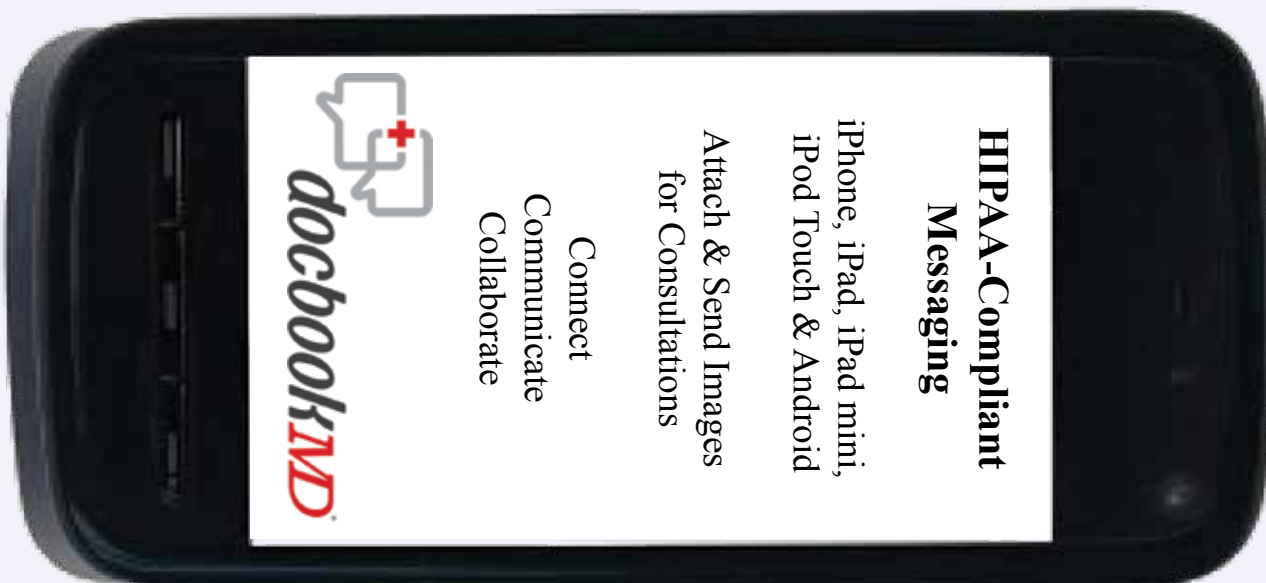 HIPAA-Compliant
Messaging
iPhone, iPad, iPad mini,
iPod Touch & Android
Attach & Send Images
for Consultations
Connect
Communicate
Collaborate
docbookMD